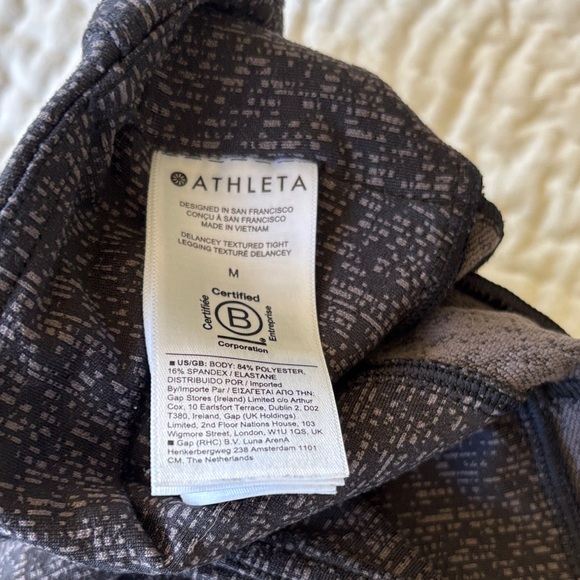 ATHLETA
DESIGNED IN SAN FRANCISCO
CONÇU À SAN FRANCISCO
MADE IN VIETNAM
DELANCEY TEXTURED TIGHT
LEGGING TEXTURE DELANCEY
M
Certified
Certifiée
B
Entreprise
Corporation
■ US/GB: BODY: 84% POLYESTER,
16% SPANDEX / ELASTANE
DISTRIBUIDO POR / Imported
By/Importe Par / ΕΙΣΑΓΕΤΑΙ ΑΠΟ ΤΗΝ:
Gap Stores (Ireland) Limited c/o Arthur
Cox, 10 Earlsfort Terrace, Dublin 2, D02
T380, Ireland, Gap (UK Holdings)
Limited, 2nd Floor Nations House, 103
Wigmore Street, London, W1U 1QS, UK
■ Gap (RHC) B.V. Luna ArenA
Herikerbergweg 238 Amsterdam 1101
CM, The Netherlands